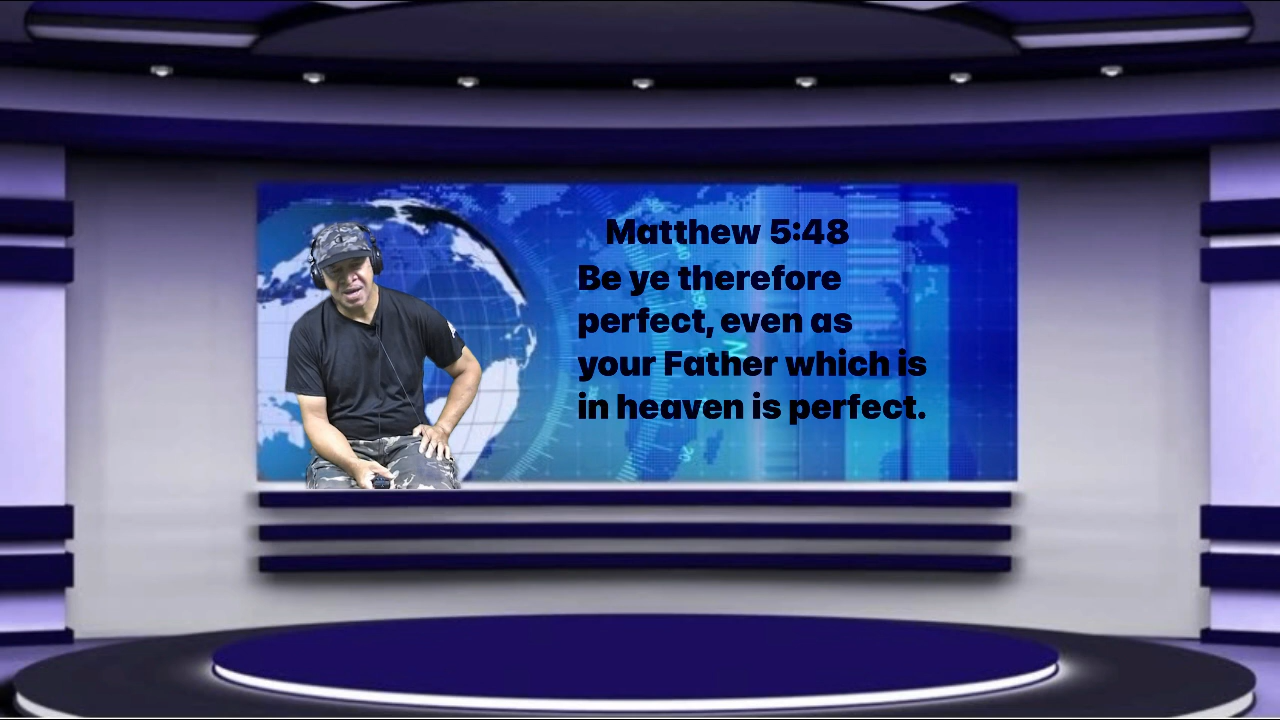 Matthew 5:48
Be ye therefore
perfect, even as
your Father which is
in heaven is perfect.